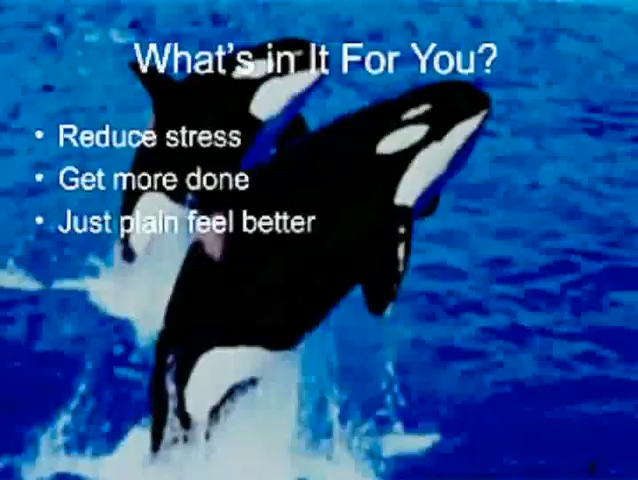 What's in It For You?
• Reduce stress
• Get more done
• Just plain feel better